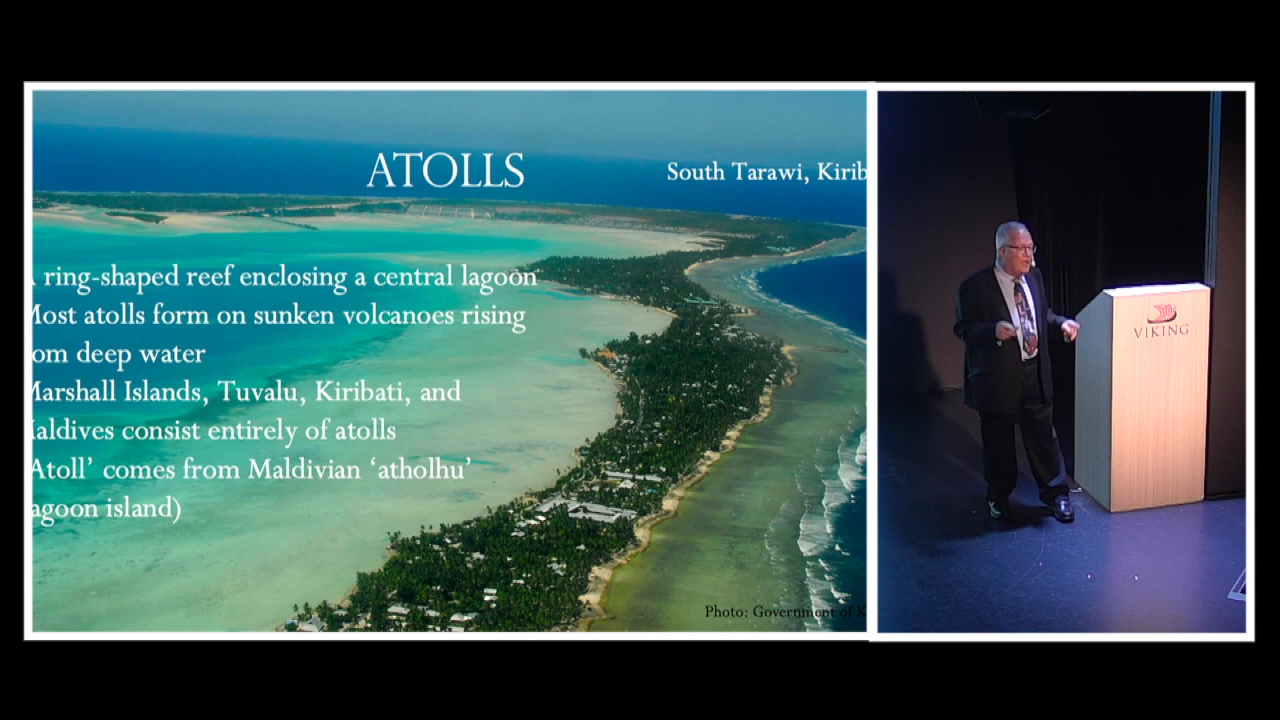 ATOLLS
South Tarawi, Kirib
ring-shaped reef enclosing a central lagoon
Most atolls form on sunken volcanoes rising
om deep water
Marshall Islands, Tuvalu, Kiribati, and
aldives consist entirely of atolls
Atoll’ comes from Maldivian ‘atholhu’
agoon island)
Photo: Government of K
VIKING